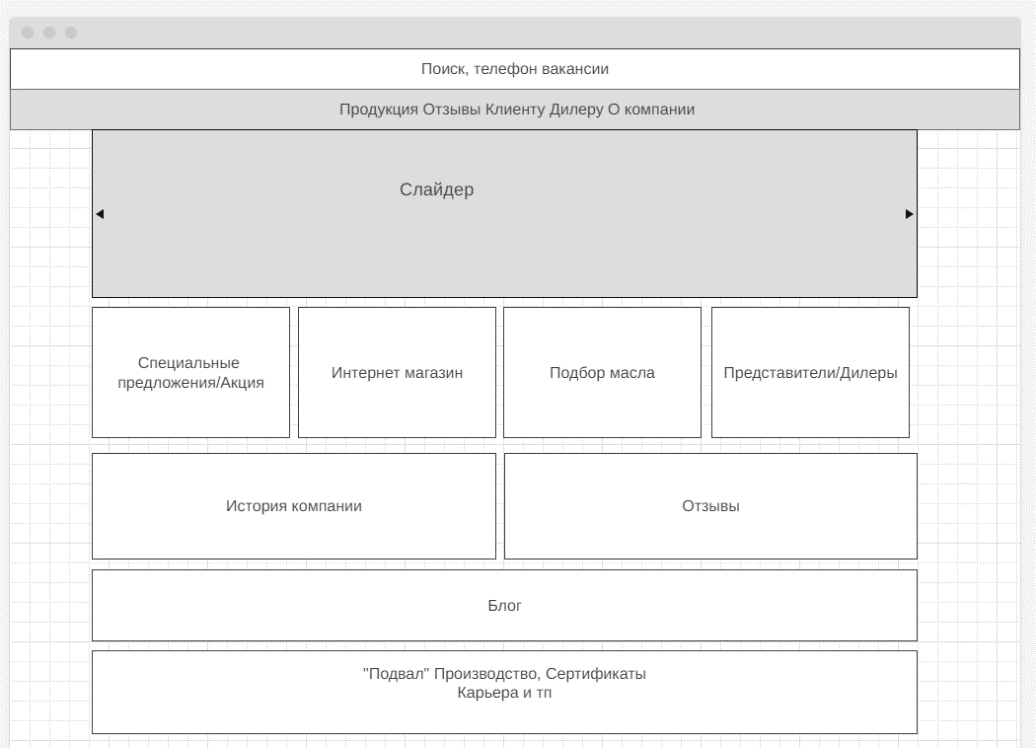 Поиск, телефон вакансии
Продукция Отзывы Клиенту Дилеру О компании
Слайдер
Специальные
предложения/Акция
Интернет магазин
Подбор масла
Представители/Дилеры
История компании
Отзывы
Блог
"Подвал" Производство, Сертификаты
Карьера и тп